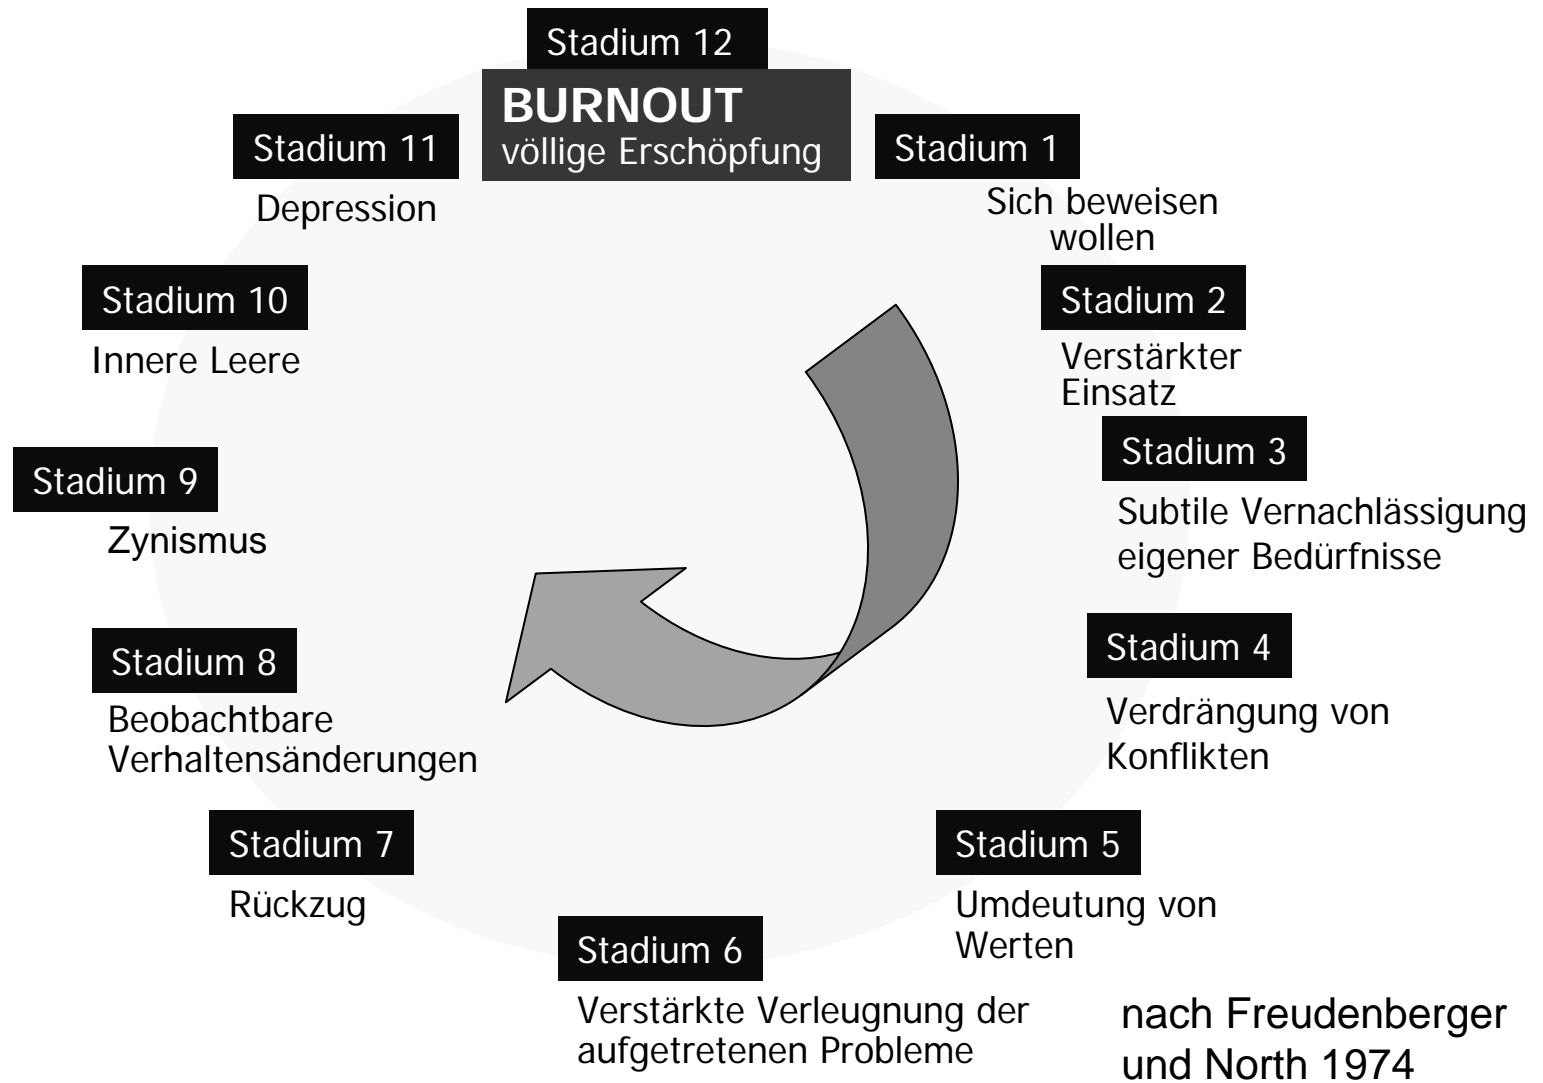 Stadium 12
BURNOUT
völlige Erschöpfung
Stadium 1
Sich beweisen
wollen
Stadium 2
Verstärkter
Einsatz
Stadium 3
Subtile Vernachlässigung
eigener Bedürfnisse
Stadium 4
Verdrängung von
Konflikten
Stadium 5
Umdeutung von
Werten
Stadium 6
Verstärkte Verleugnung der
aufgetretenen Probleme
Stadium 7
Rückzug
Stadium 8
Beobachtbare
Verhaltensänderungen
Stadium 9
Zynismus
Stadium 10
Innere Leere
Stadium 11
Depression
nach Freudenberger
und North 1974